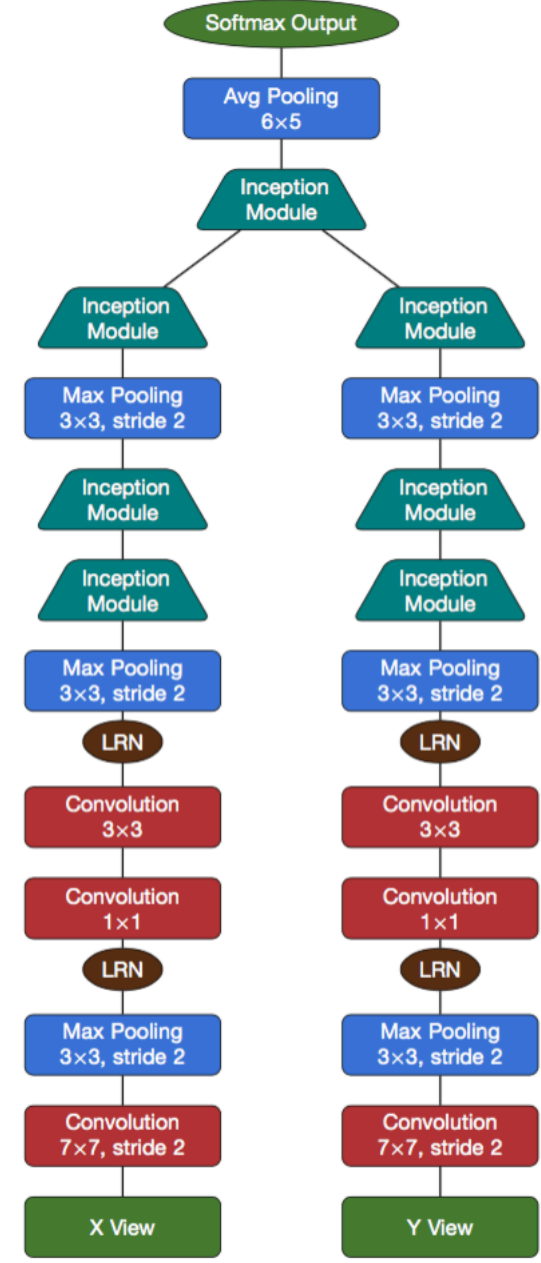 Softmax Output
Avg Pooling
6×5
Inception
Module
Inception
Module
Inception
Module
Max Pooling
3×3, stride 2
Max Pooling
3×3, stride 2
Inception
Module
Inception
Module
Inception
Module
Inception
Module
Max Pooling
3×3, stride 2
Max Pooling
3×3, stride 2
LRN
LRN
Convolution
3×3
Convolution
3×3
Convolution
1×1
Convolution
1×1
LRN
LRN
Max Pooling
3×3, stride 2
Max Pooling
3×3, stride 2
Convolution
7×7, stride 2
Convolution
7×7, stride 2
X View
Y View